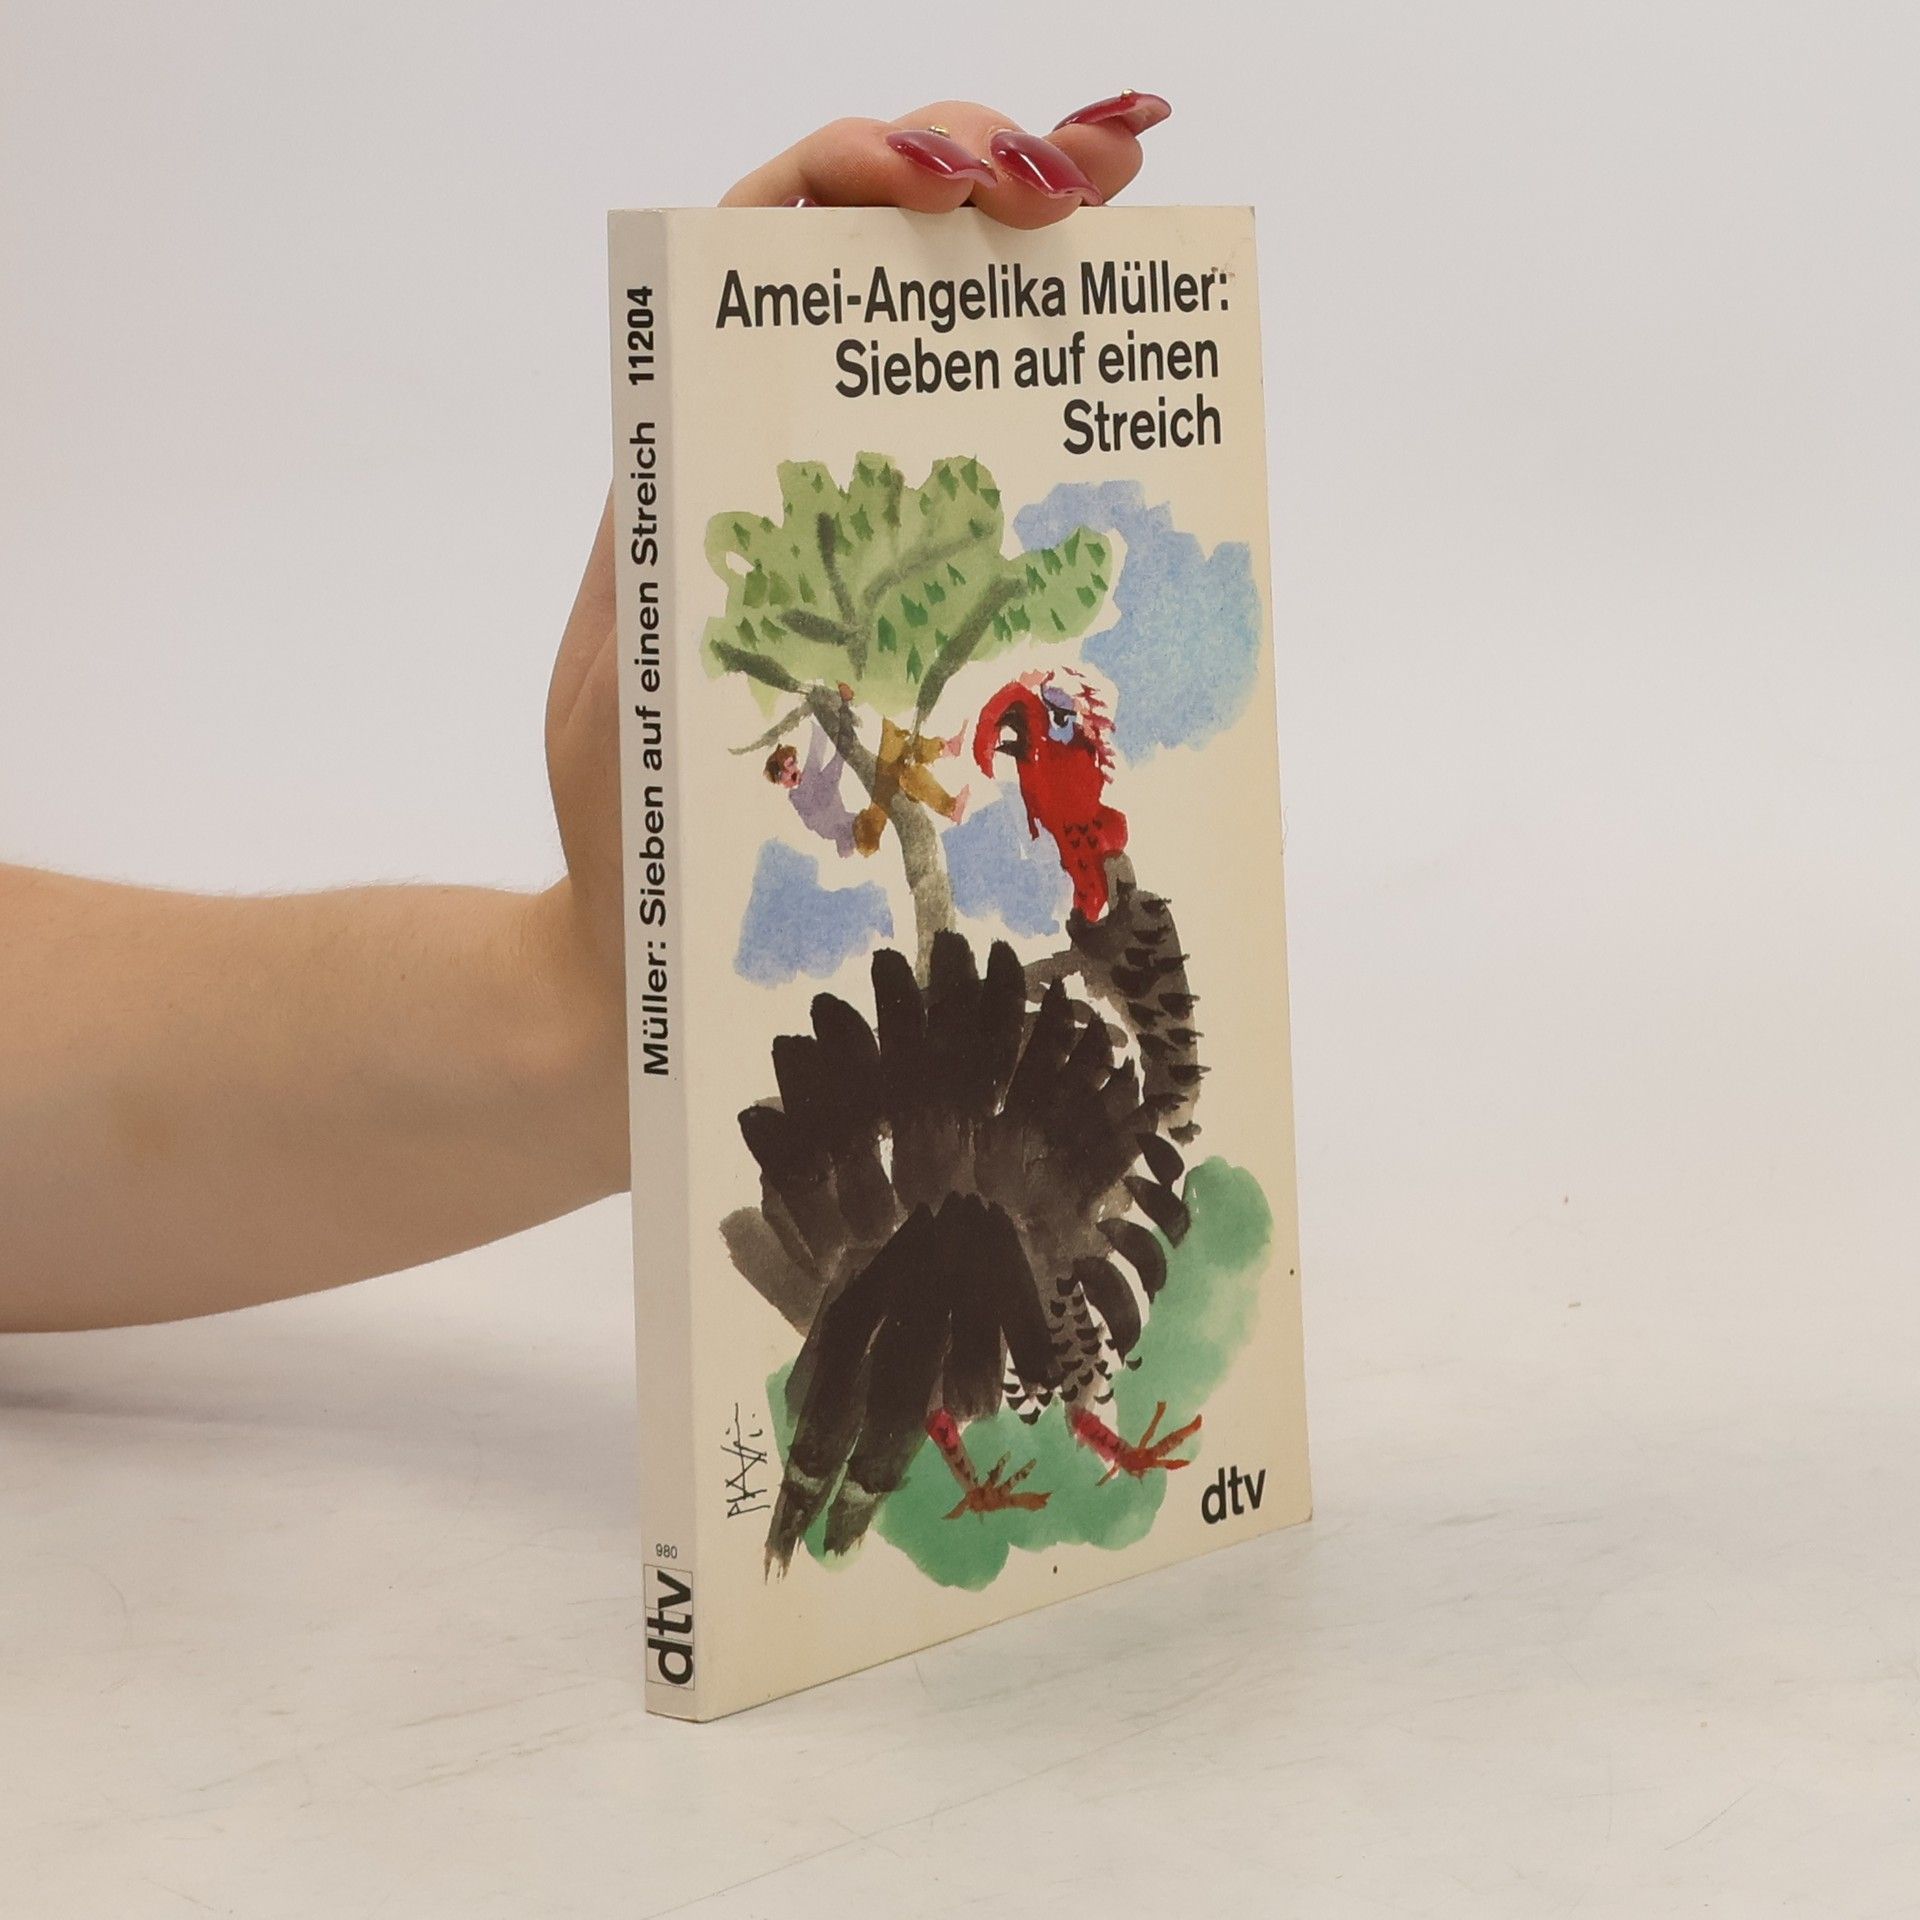 Amei-Angelika Müller:
Sieben auf einen
Streich
dtv
Müller: Sieben auf einen Streich 11204
980
dtv